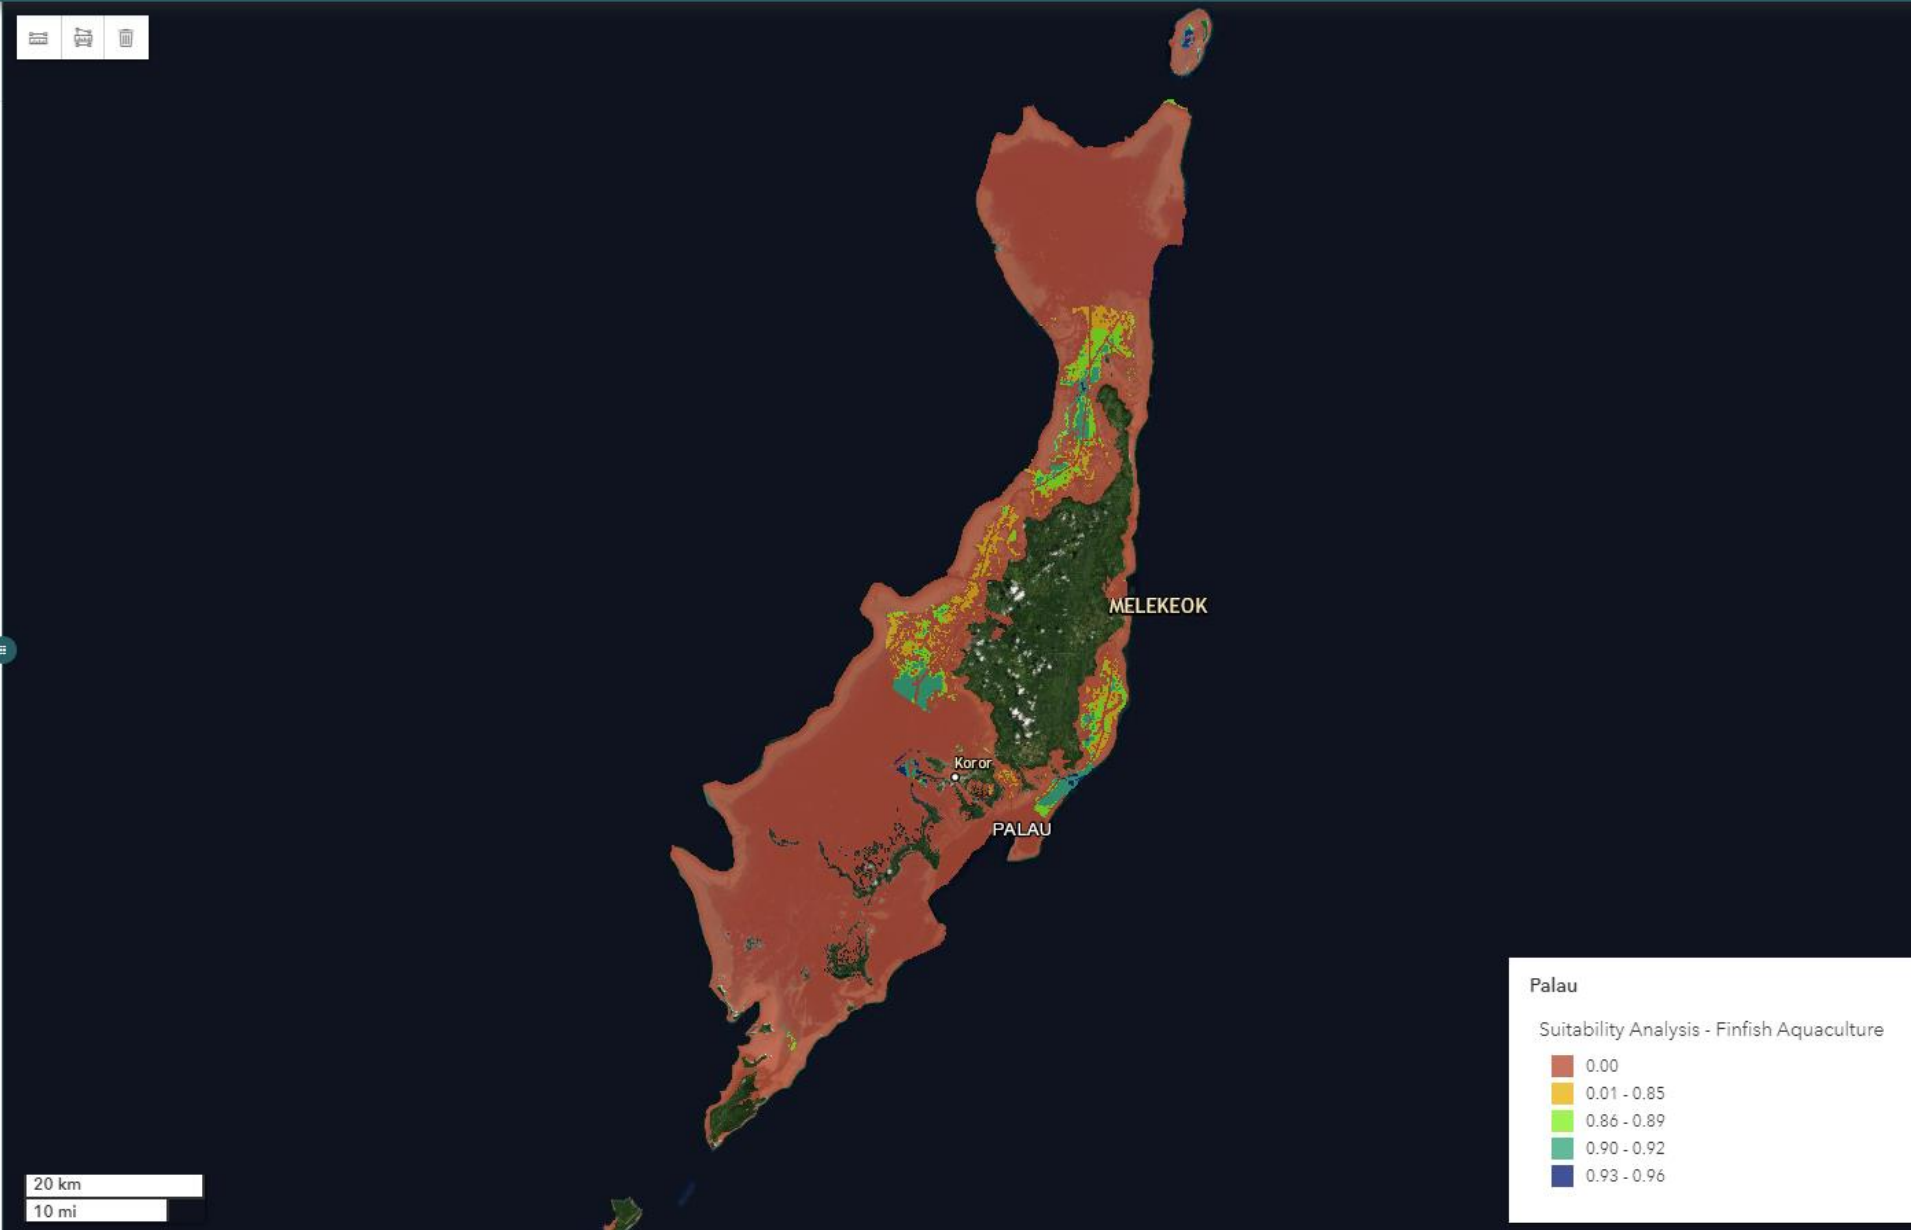 MELEKEOK
Koror
PALAU
Palau
Suitability Analysis - Finfish Aquaculture
0.00
0.01 - 0.85
0.86 - 0.89
0.90 - 0.92
0.93 - 0.96
20 km
10 mi